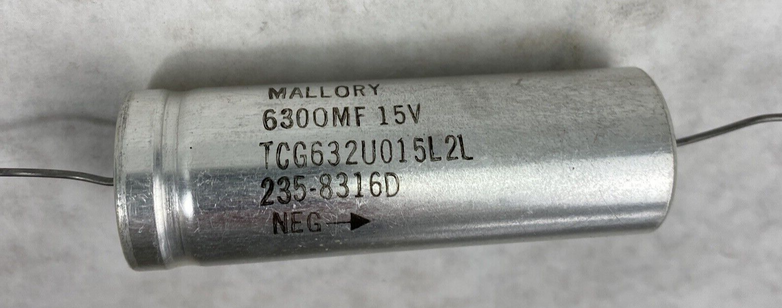 MALLORY
6300MF 15V
TCG632U015L2L
235-8316D
NEG→